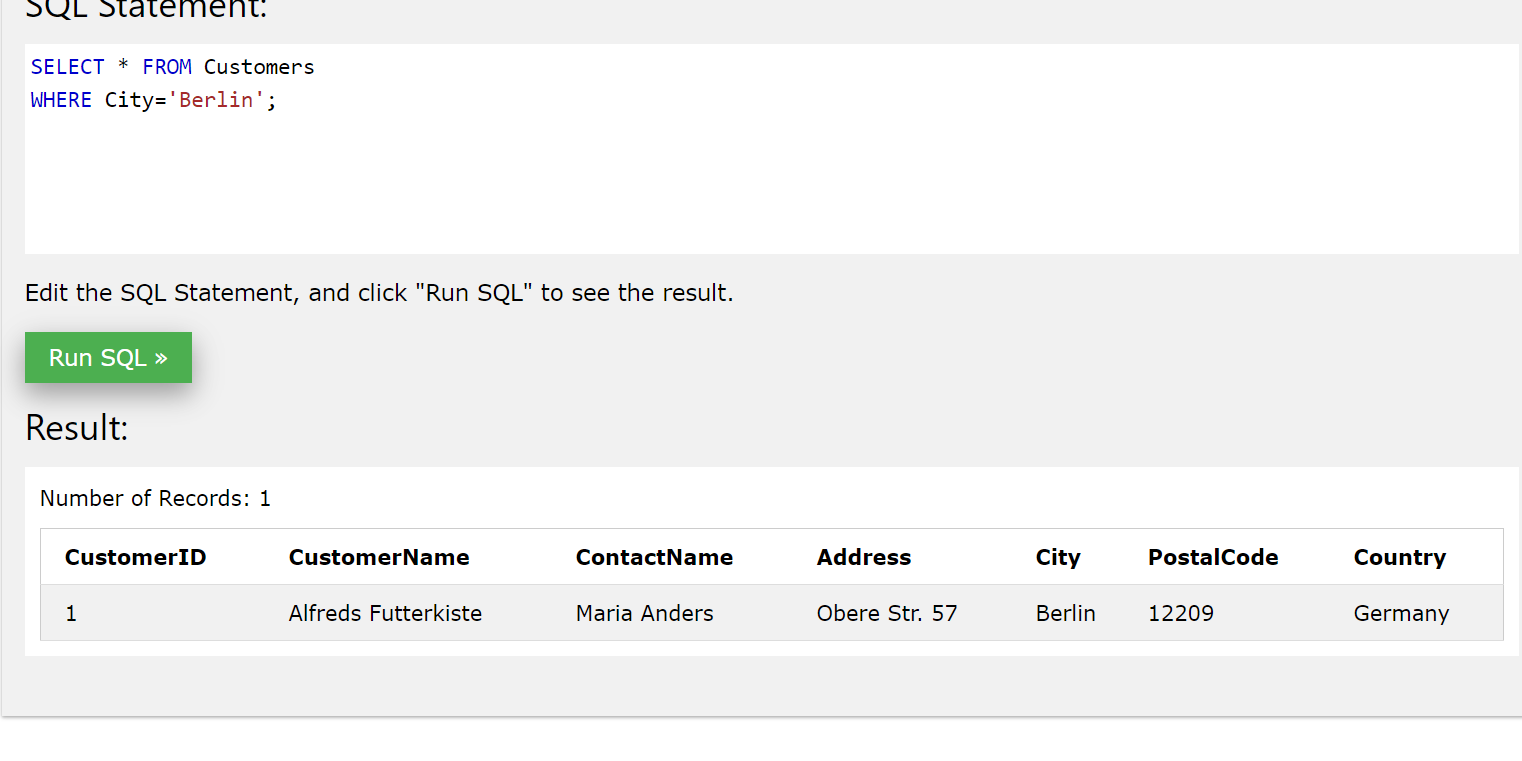 SQL Statement:
SELECT * FROM Customers
WHERE City='Berlin';
Edit the SQL Statement, and click "Run SQL" to see the result.
Run SQL »
Result:
Number of Records: 1
CustomerID CustomerName ContactName Address City PostalCode Country
1 Alfreds Futterkiste Maria Anders Obere Str. 57 Berlin 12209 Germany